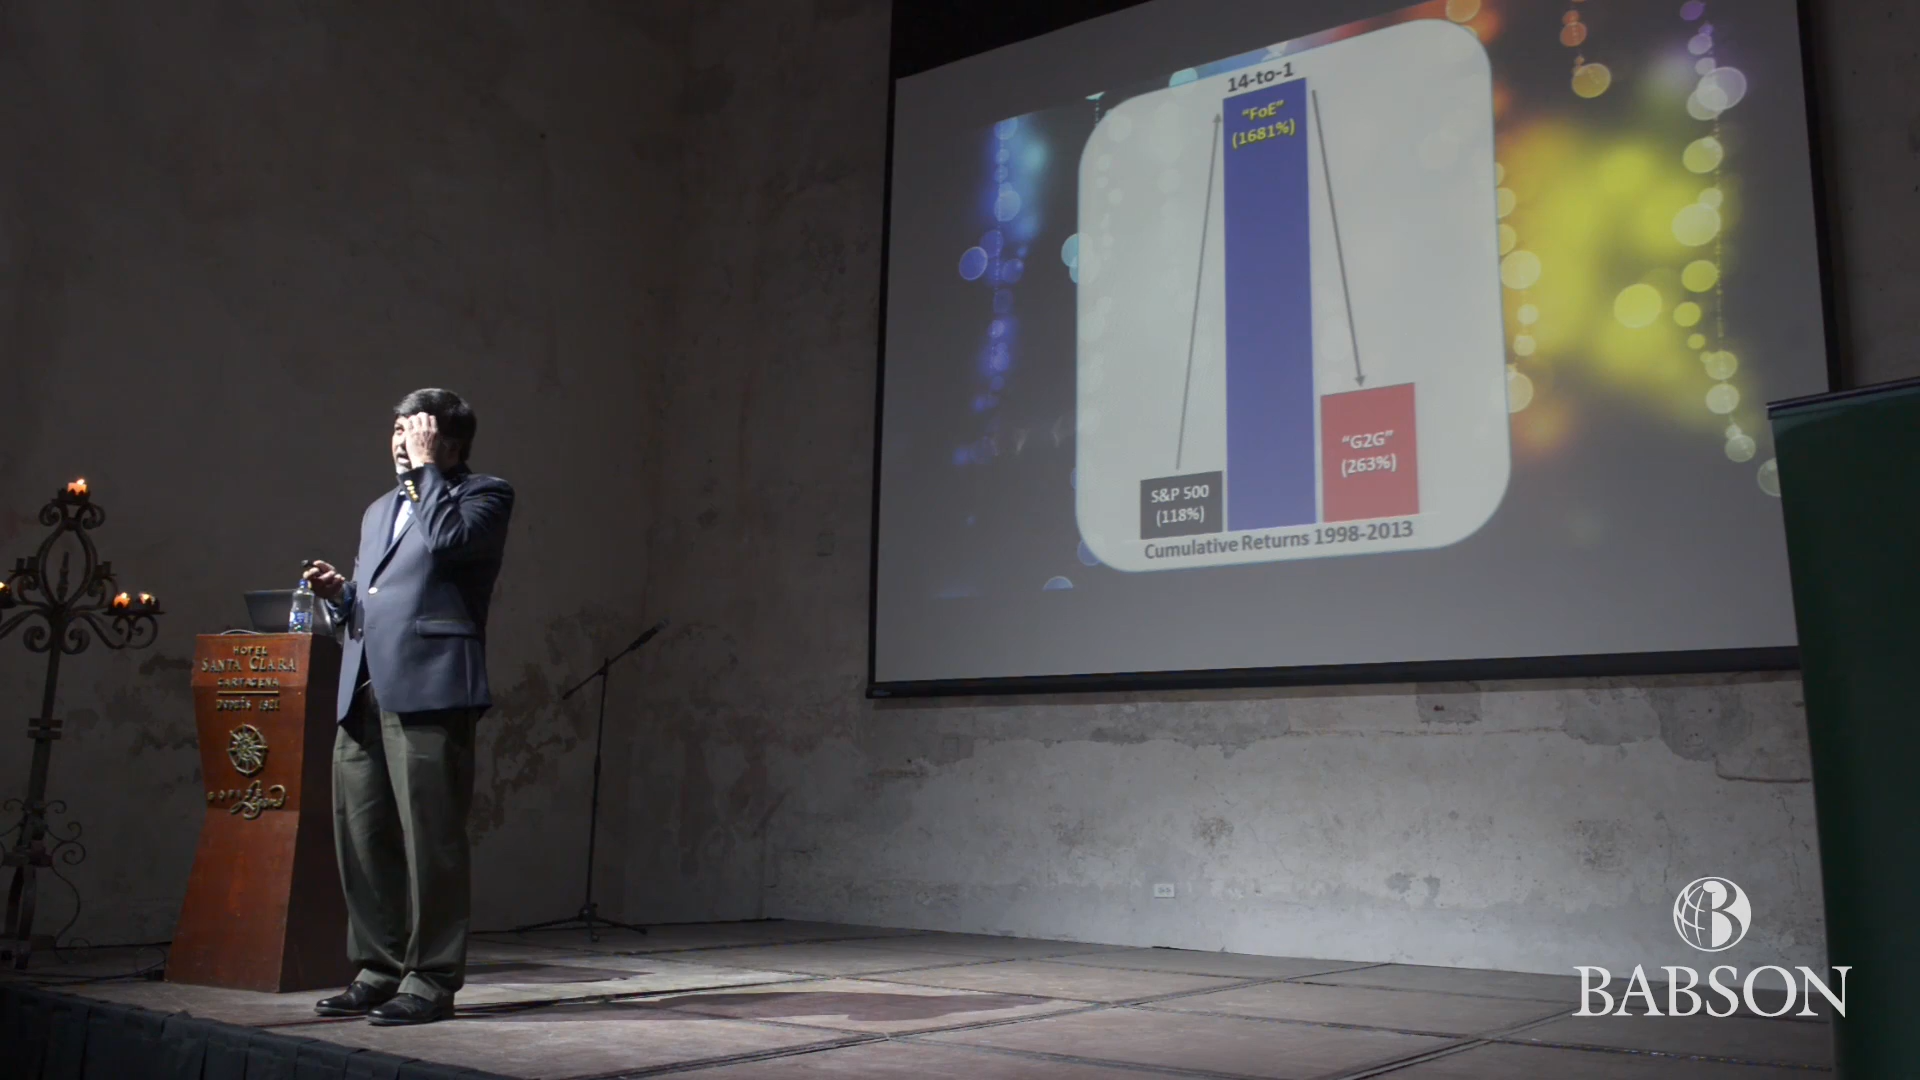 14-to-1
“FoE”
(1681%)
“G2G”
(263%)
S&P 500
(118%)
Cumulative Returns 1998-2013
HOTEL
SANTA CLARA
CARTAGENA
BABSON